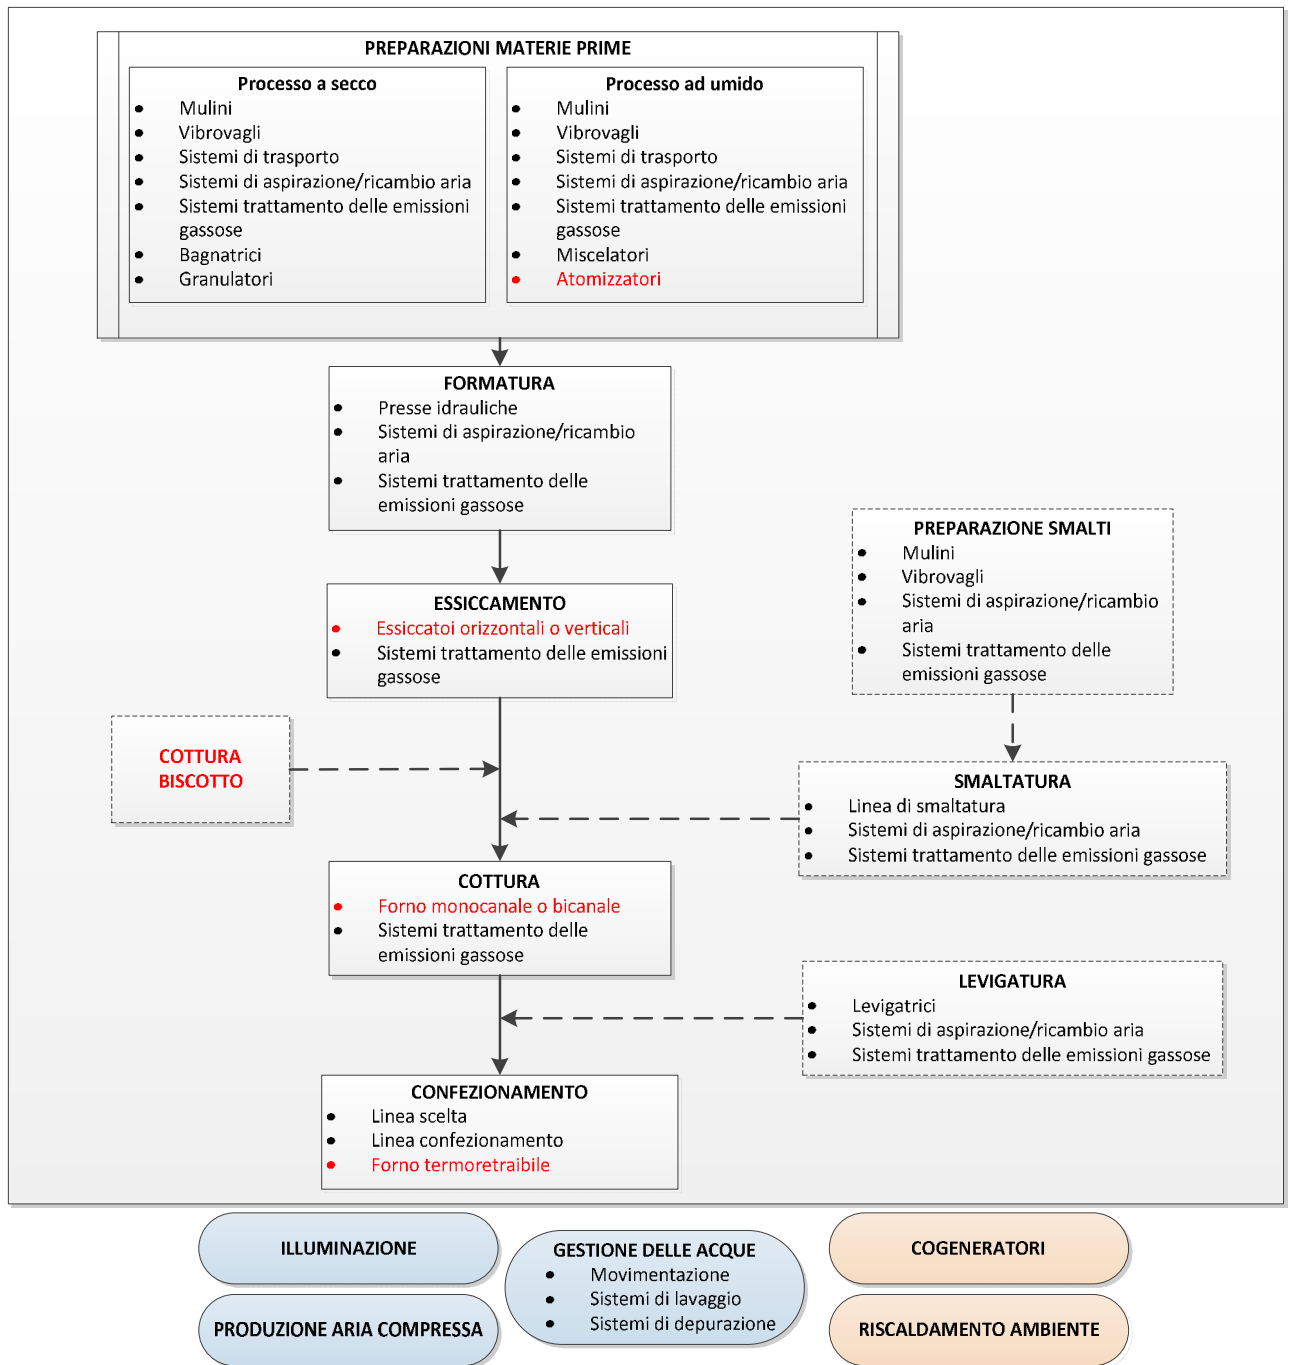 PREPARAZIONI MATERIE PRIME
Processo a secco
● Mulini
● Vibrovagli
● Sistemi di trasporto
● Sistemi di aspirazione/ricambio aria
● Sistemi trattamento delle emissioni
gassose
● Bagnatrici
● Granulatori
Processo ad umido
● Mulini
● Vibrovagli
● Sistemi di trasporto
● Sistemi di aspirazione/ricambio aria
● Sistemi trattamento delle emissioni
gassose
● Miscelatori
● Atomizzatori
FORMATURA
● Presse idrauliche
● Sistemi di aspirazione/ricambio
aria
● Sistemi trattamento delle
emissioni gassose
PREPARAZIONE SMALTI
● Mulini
● Vibrovagli
● Sistemi di aspirazione/ricambio
aria
● Sistemi trattamento delle
emissioni gassose
ESSICCAMENTO
● Essiccatoi orizzontali o verticali
● Sistemi trattamento delle emissioni
gassose
COTTURA
BISCOTTO
SMALTATURA
● Linea di smaltatura
● Sistemi di aspirazione/ricambio aria
● Sistemi trattamento delle emissioni gassose
COTTURA
● Forno monocanale o bicanale
● Sistemi trattamento delle
emissioni gassose
LEVIGATURA
● Levigatrici
● Sistemi di aspirazione/ricambio aria
● Sistemi trattamento delle emissioni gassose
CONFEZIONAMENTO
● Linea scelta
● Linea confezionamento
● Forno termoretraibile
ILLUMINAZIONE
PRODUZIONE ARIA COMPRESSA
GESTIONE DELLE ACQUE
● Movimentazione
● Sistemi di lavaggio
● Sistemi di depurazione
COGENERATORI
RISCALDAMENTO AMBIENTE